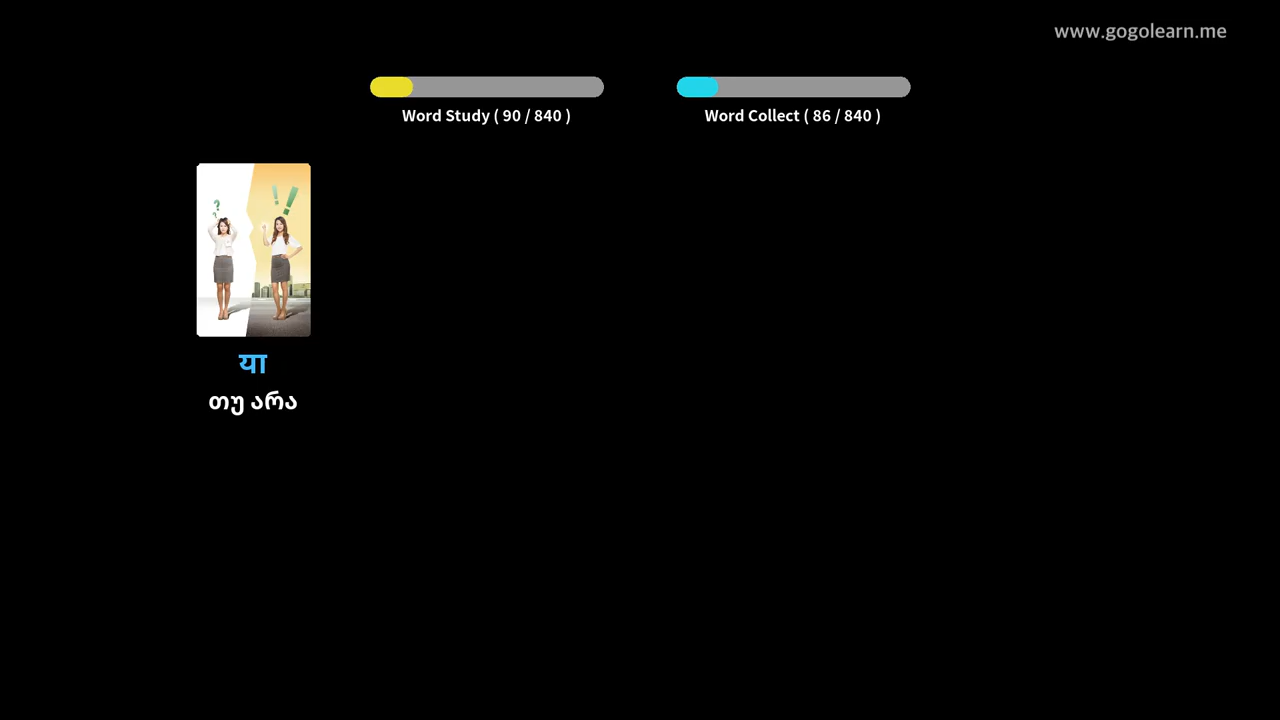 www.gogolearn.me
Word Study ( 90 / 840 )
Word Collect ( 86 / 840 )
या
თუ არა